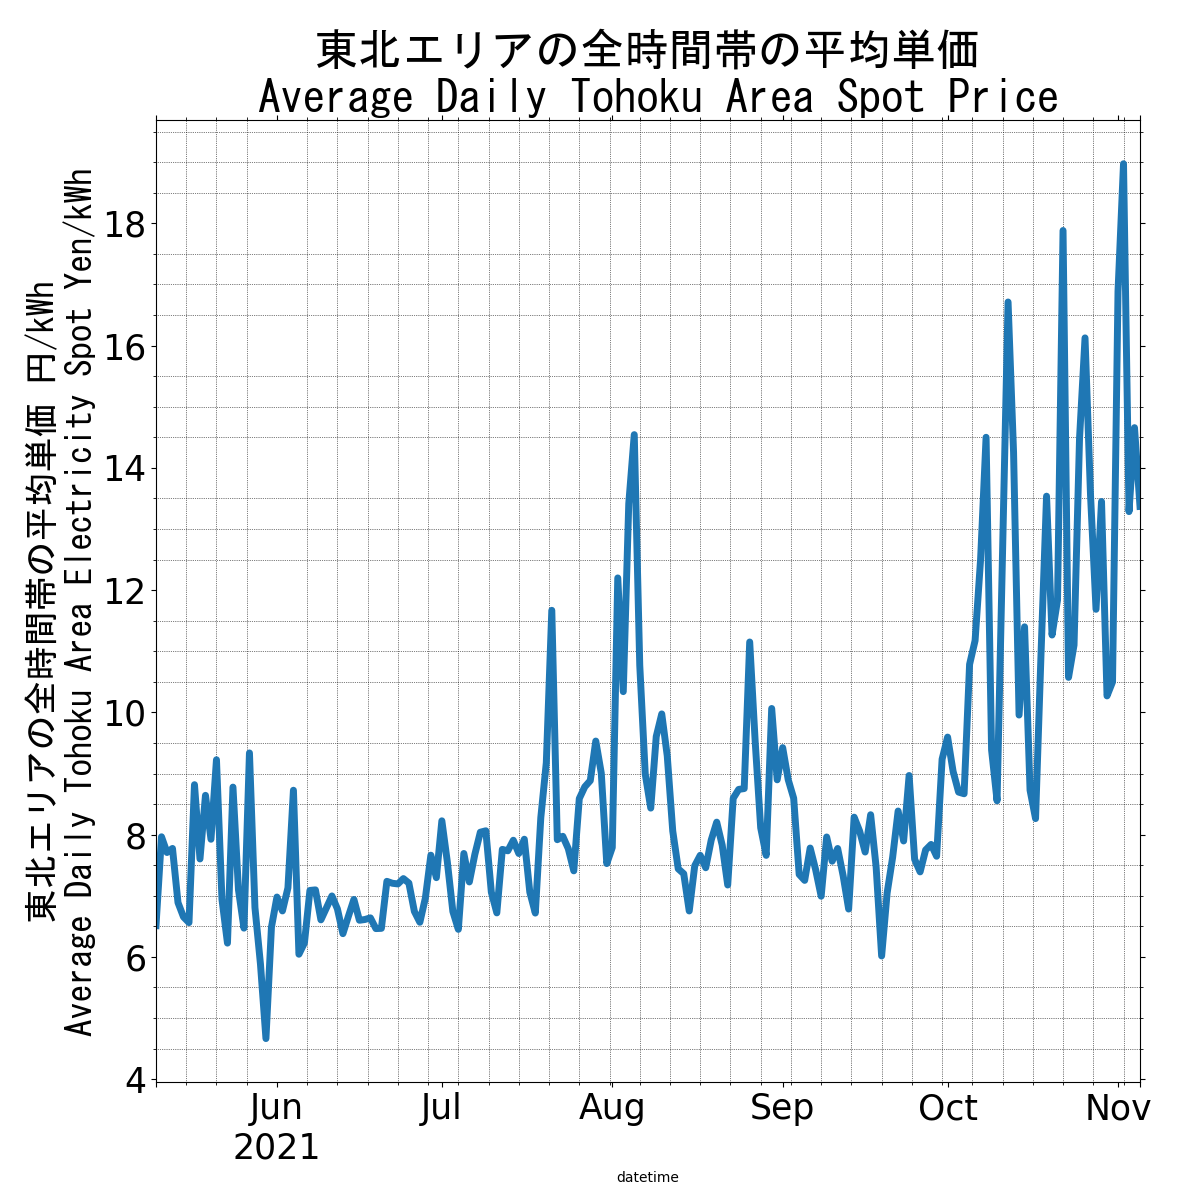 東北エリアの全時間帯の平均単価
Average Daily Tohoku Area Spot Price
東北エリアの全時間帯の平均単価 円/kWh
Average Daily Tohoku Area Electricity Spot Yen/kWh
18
16
14
12
10
8
6
4
Jun
2021
Jul
Aug
Sep
Oct
Nov
datetime